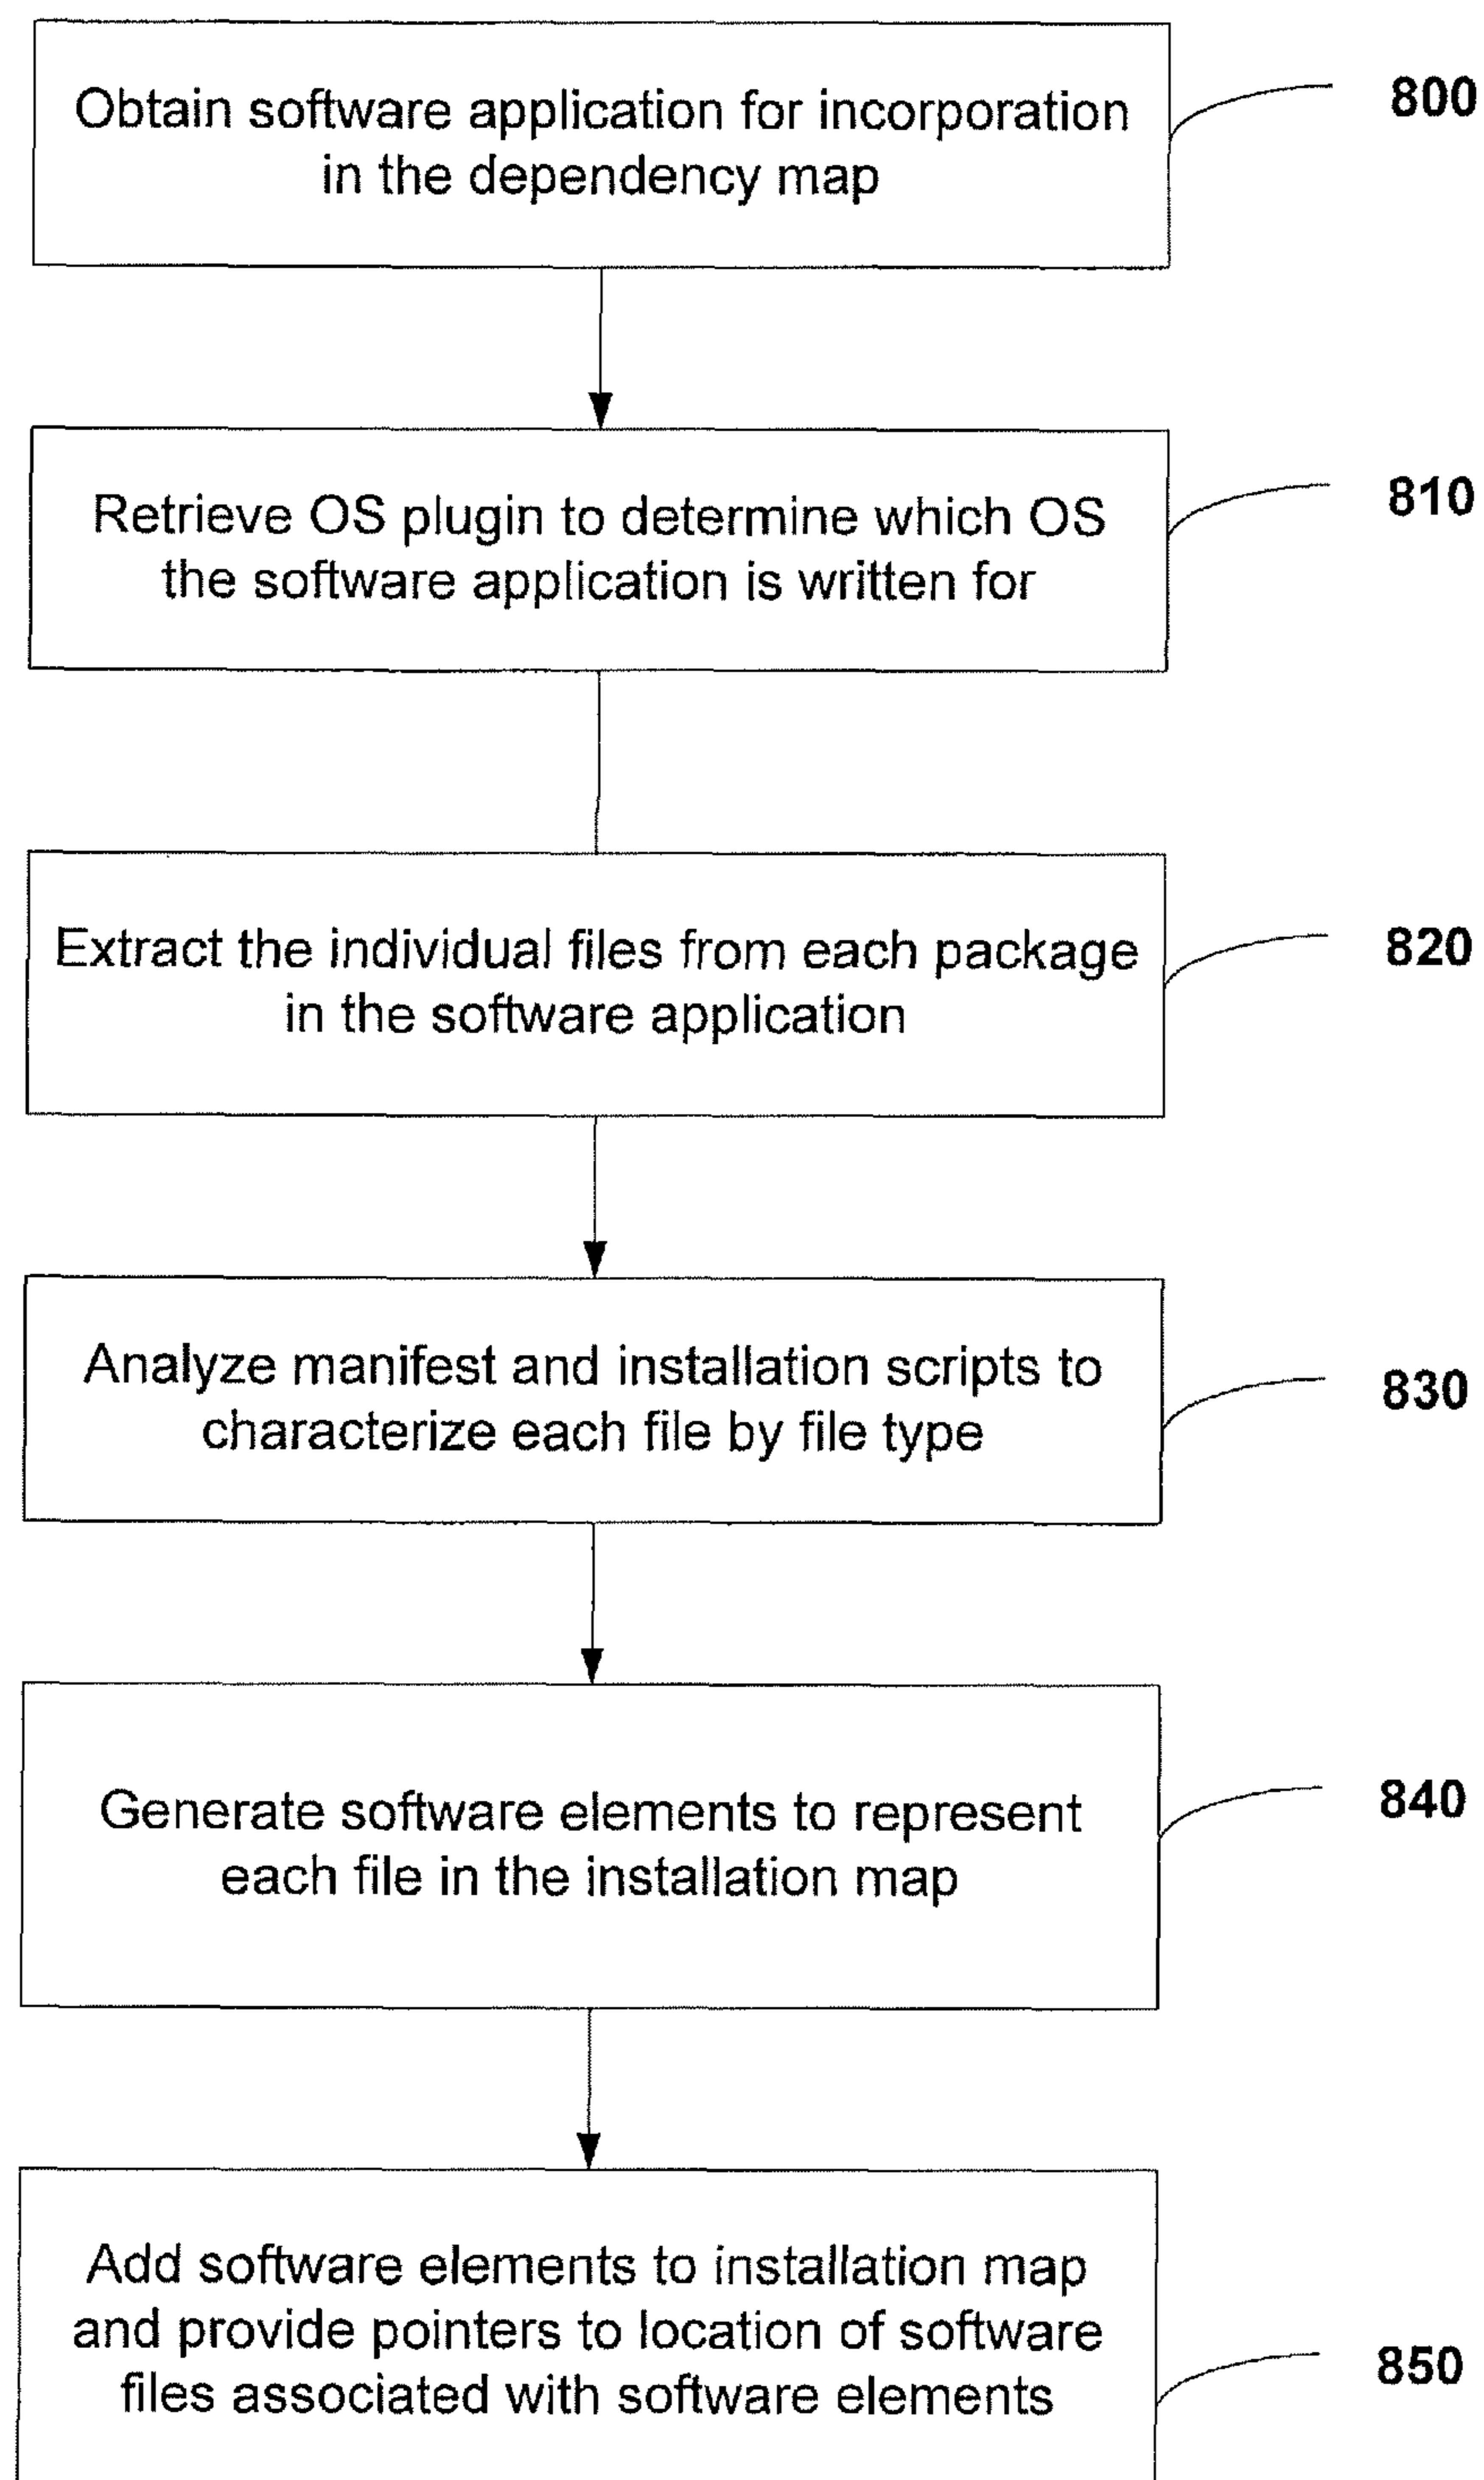 Obtain software application for incorporation
in the dependency map
800
Retrieve OS plugin to determine which OS
the software application is written for
810
Extract the individual files from each package
in the software application
820
Analyze manifest and installation scripts to
characterize each file by file type
830
Generate software elements to represent
each file in the installation map
840
Add software elements to installation map
and provide pointers to location of software
files associated with software elements
850